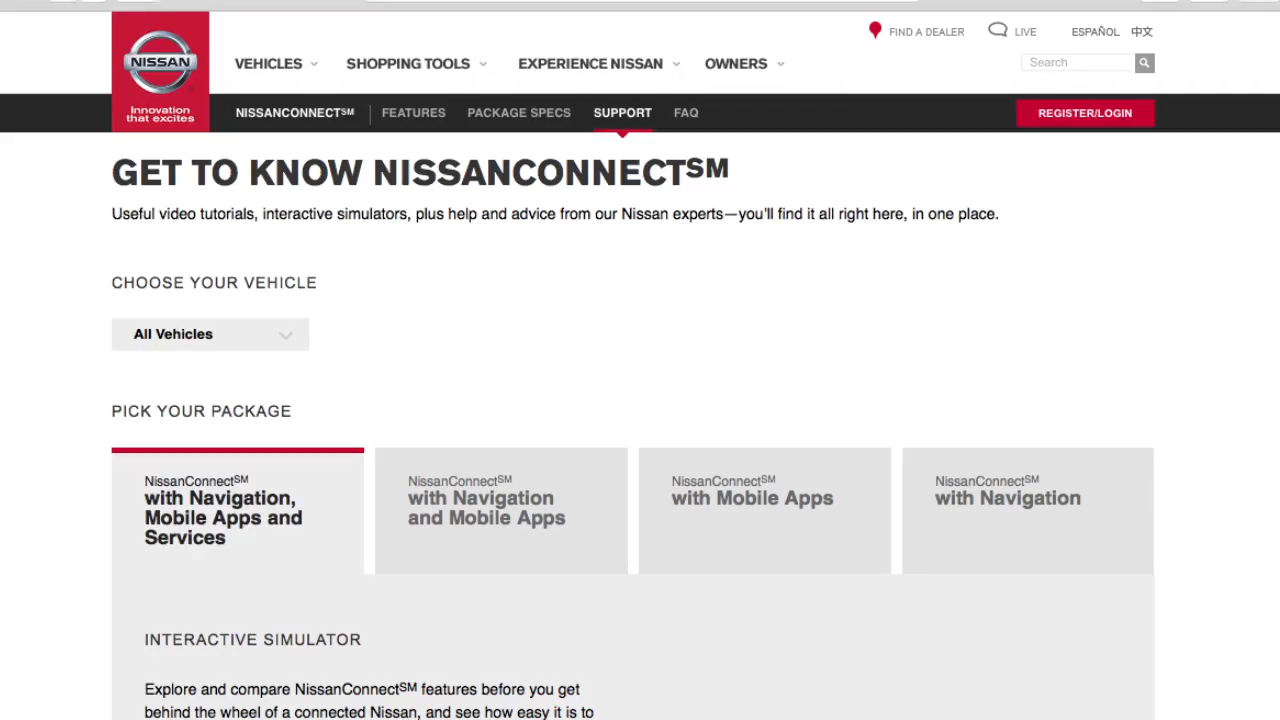 FIND A DEALER LIVE ESPAÑOL 中文
NISSAN
Innovation
that excites
VEHICLES SHOPPING TOOLS EXPERIENCE NISSAN OWNERS Search
NISSANCONNECT℠ FEATURES PACKAGE SPECS SUPPORT FAQ REGISTER/LOGIN
GET TO KNOW NISSANCONNECT℠
Useful video tutorials, interactive simulators, plus help and advice from our Nissan experts—you'll find it all right here, in one place.
CHOOSE YOUR VEHICLE
All Vehicles
PICK YOUR PACKAGE
NissanConnect℠
with Navigation,
Mobile Apps and
Services
NissanConnect℠
with Navigation
and Mobile Apps
NissanConnect℠
with Mobile Apps
NissanConnect℠
with Navigation
INTERACTIVE SIMULATOR
Explore and compare NissanConnect℠ features before you get
behind the wheel of a connected Nissan, and see how easy it is to